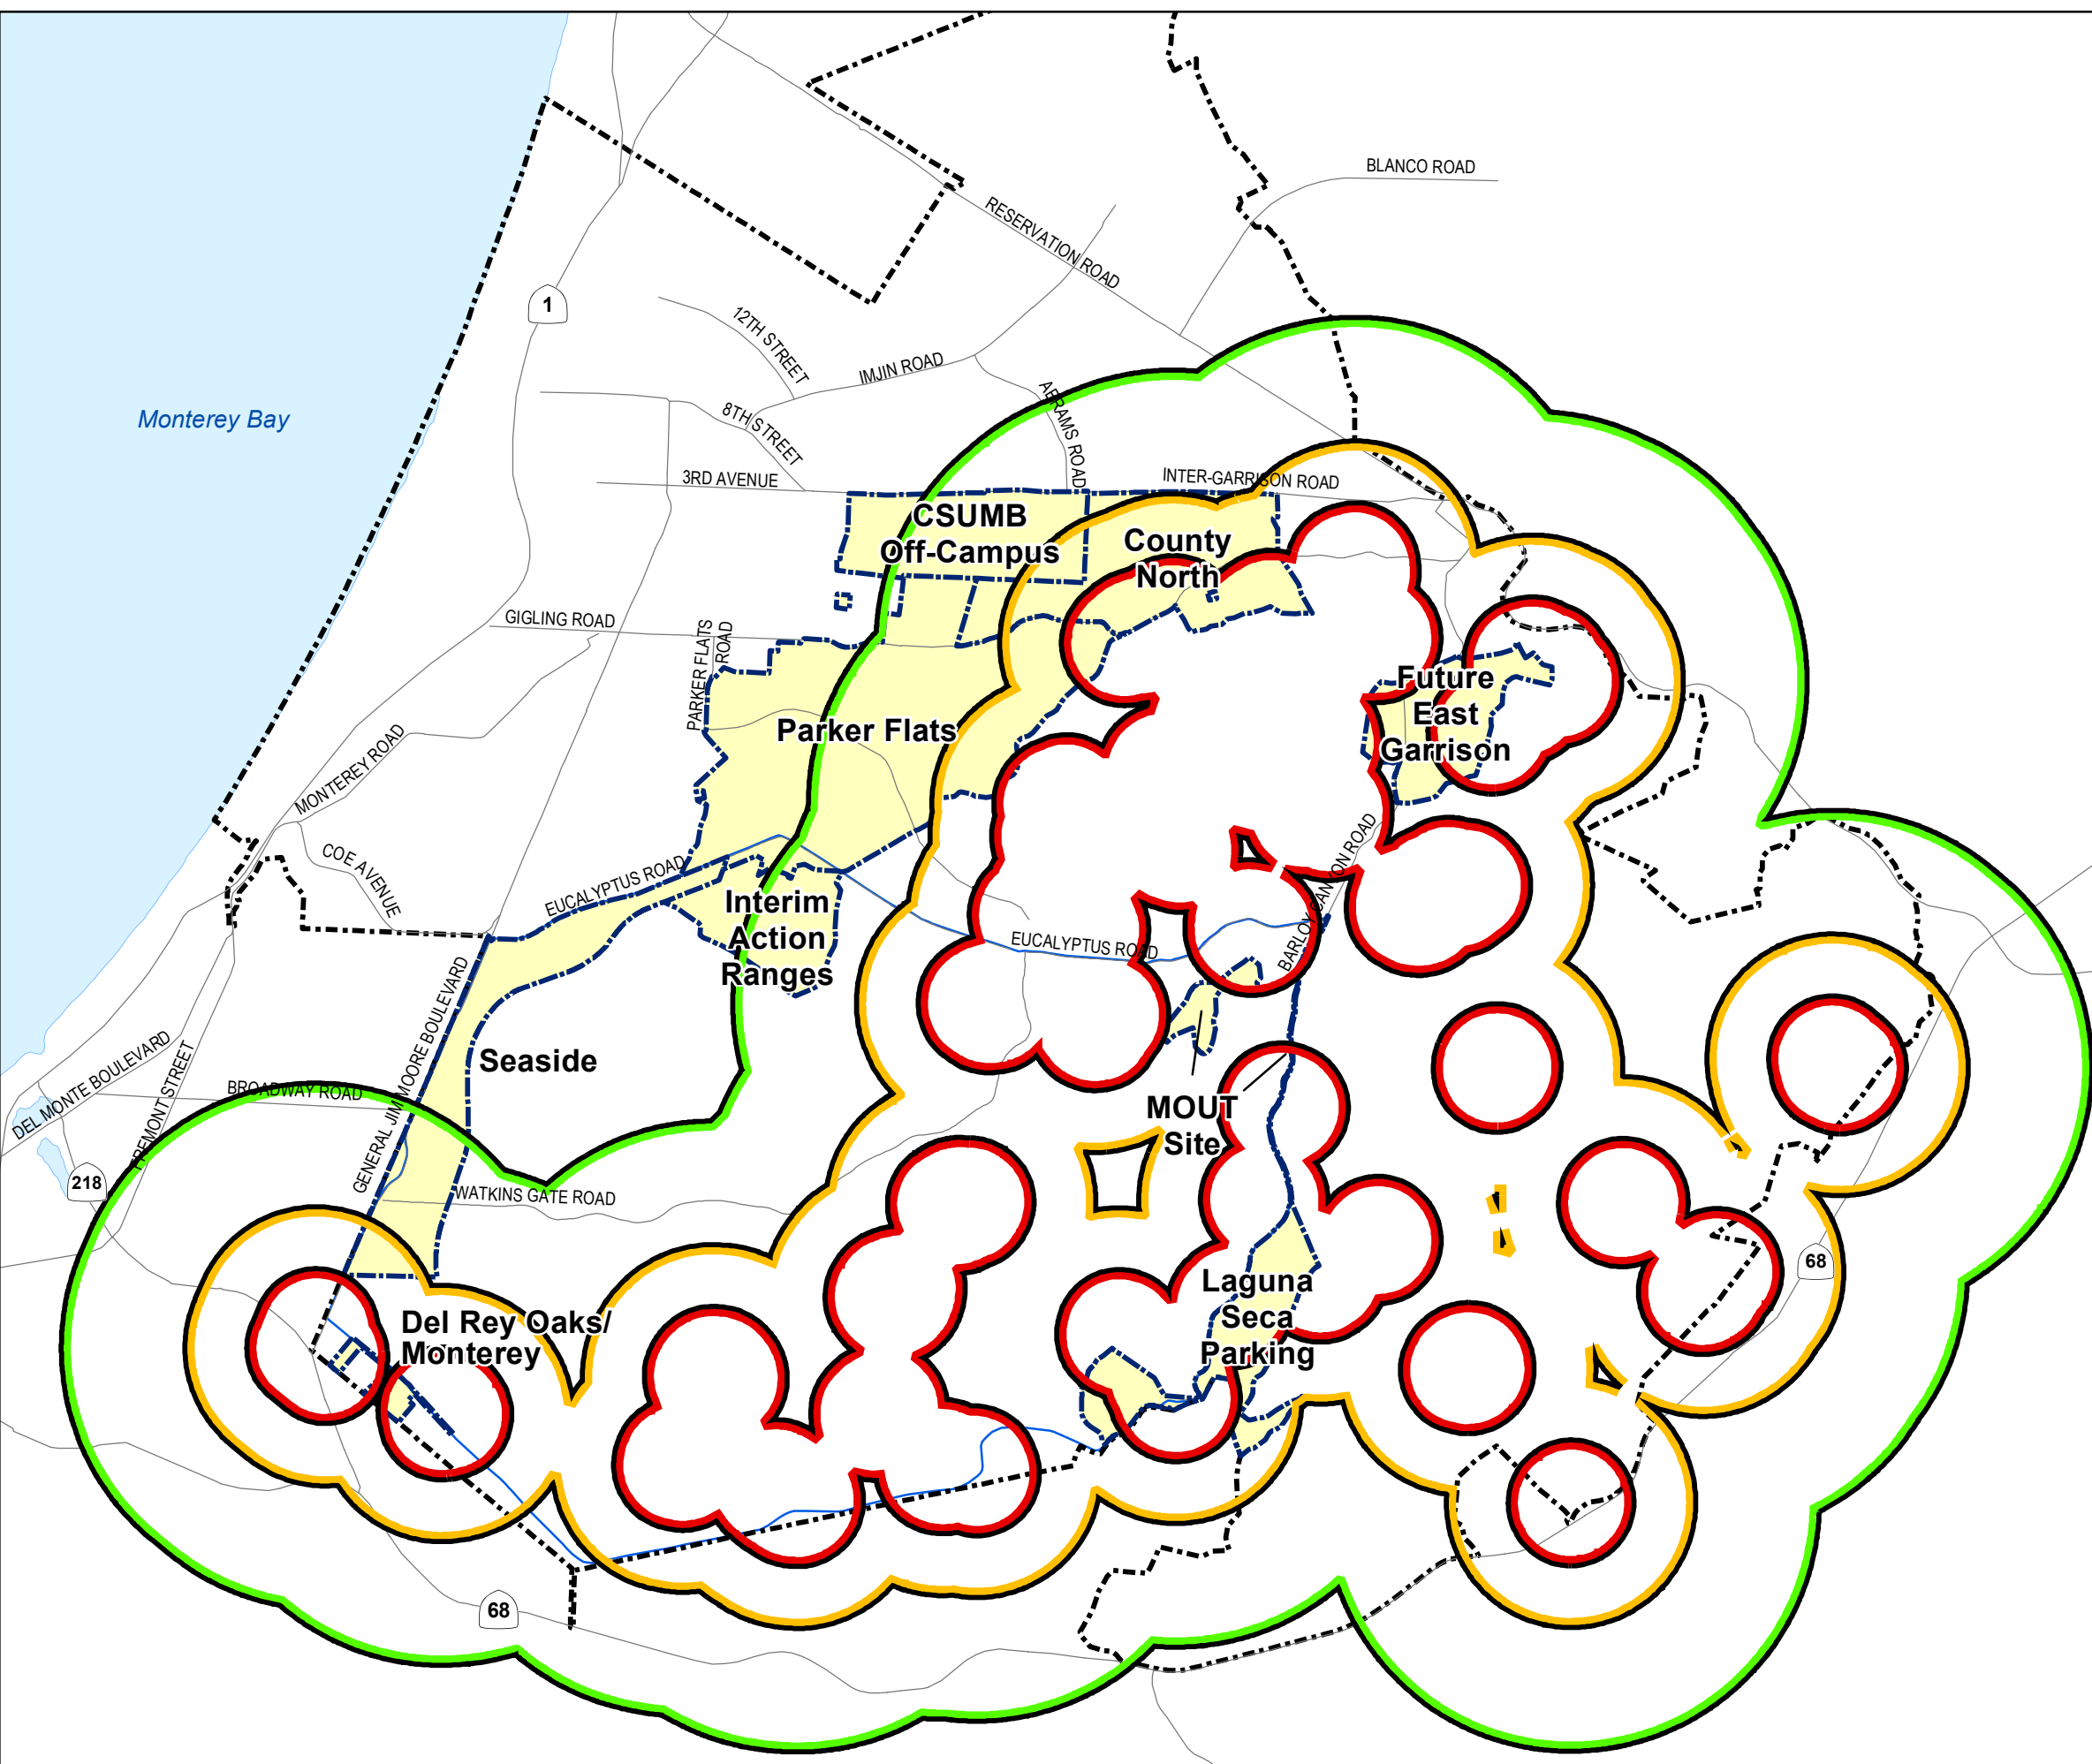 BLANCO ROAD
RESERVATION ROAD
1
12TH STREET
IMJIN ROAD
ABRAMS ROAD
Monterey Bay
8TH STREET
3RD AVENUE
INTER-GARRISON ROAD
CSUMB
Off-Campus
County
North
GIGLING ROAD
PARKER FLATS
ROAD
Future
East
Garrison
Parker Flats
MONTEREY ROAD
COE AVENUE
EUCALYPTUS ROAD
BARLOY CANYON ROAD
Interim
Action
Ranges
EUCALYPTUS ROAD
GENERAL JIM MOORE BOULEVARD
Seaside
DEL MONTE BOULEVARD
FREMONT STREET
BROADWAY ROAD
MOUT
Site
218
WATKINS GATE ROAD
68
Laguna
Seca
Parking
Del Rey Oaks/
Monterey
68